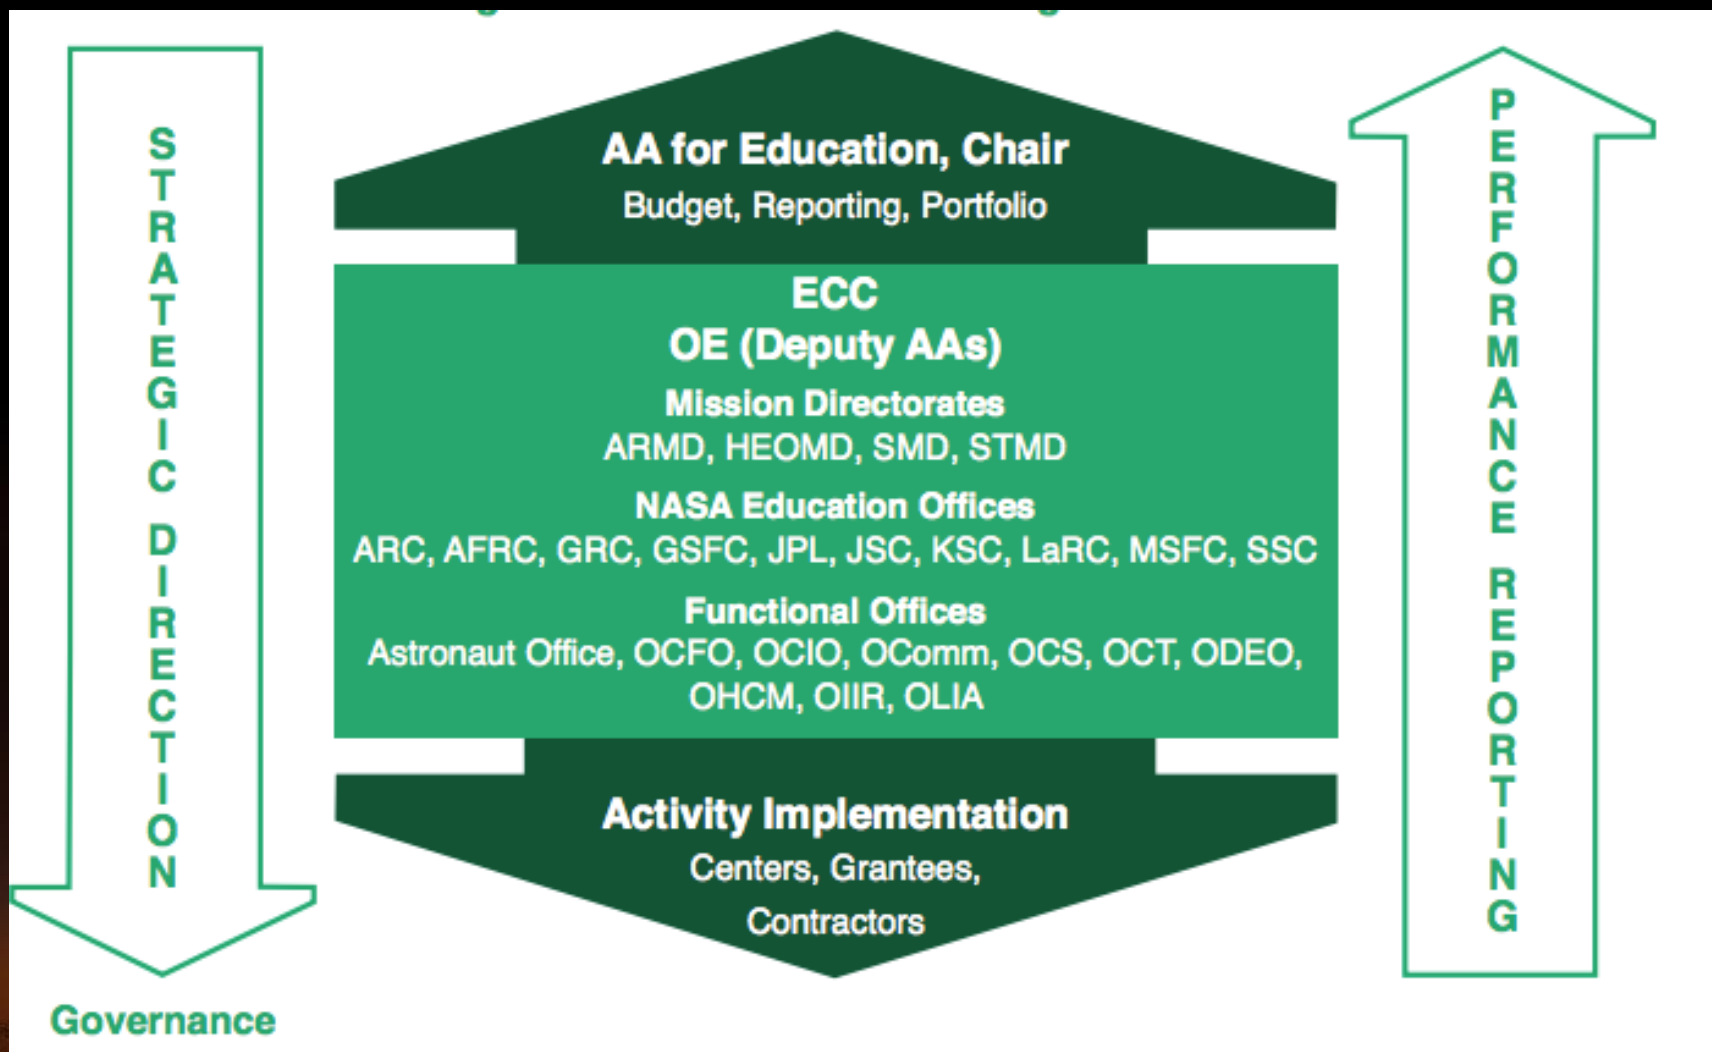 STRATEGIC DIRECTION
AA for Education, Chair
Budget, Reporting, Portfolio
ECC
OE (Deputy AAs)
Mission Directorates
ARMD, HEOMD, SMD, STMD
NASA Education Offices
ARC, AFRC, GRC, GSFC, JPL, JSC, KSC, LaRC, MSFC, SSC
Functional Offices
Astronaut Office, OCFO, OCIO, OComm, OCS, OCT, ODEO,
OHCM, OIIR, OLIA
Activity Implementation
Centers, Grantees,
Contractors
PERFORMANCE REPORTING
Governance